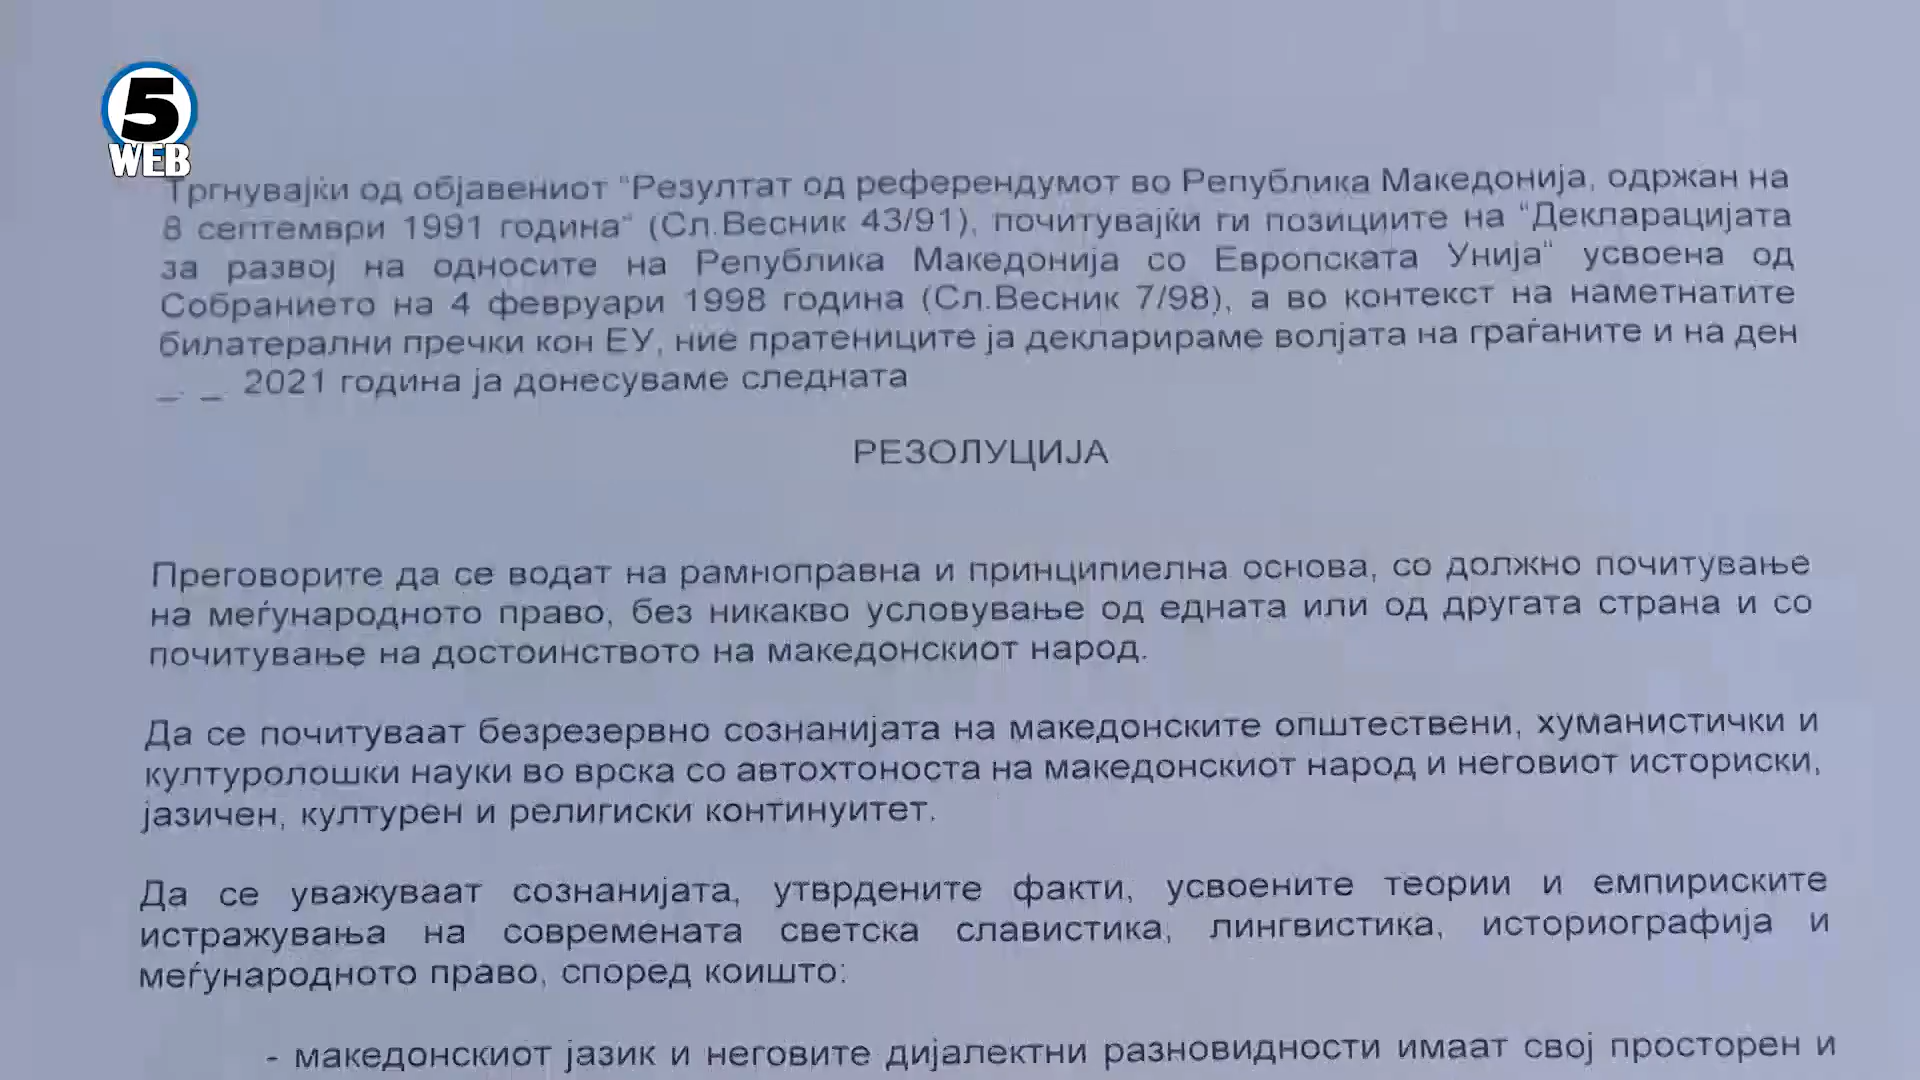 5
WEB
Тргнувајќи од објавениот “Резултат од референдумот во Република Македонија, одржан на
8 септември 1991 година“ (Сл.Весник 43/91), почитувајќи ги позициите на “Декларацијата
за развој на односите на Република Македонија со Европската Унија“ усвоена од
Собранието на 4 февруари 1998 година (Сл.Весник 7/98), а во контекст на наметнатите
билатерални пречки кон ЕУ, ние пратениците ја декларираме волјата на граѓаните и на ден
_. _ 2021 година ја донесуваме следната
РЕЗОЛУЦИЈА
Преговорите да се водат на рамноправна и принципиелна основа, со должно почитување
на меѓународното право, без никакво условување од едната или од другата страна и со
почитување на достоинството на македонскиот народ.
Да се почитуваат безрезервно сознанијата на македонските општествени, хуманистички и
културолошки науки во врска со автохтоноста на македонскиот народ и неговиот историски,
јазичен, културен и религиски континуитет.
Да се уважуваат сознанијата, утврдените факти, усвоените теории и емпириските
истражувања на современата светска славистика, лингвистика, историографија и
меѓународното право, според коишто:
- македонскиот јазик и неговите дијалектни разновидности имаат свој просторен и